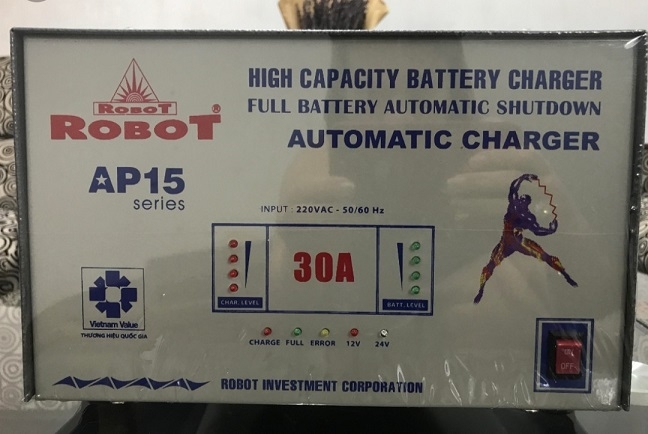 ROBOT
ROBOT®
HIGH CAPACITY BATTERY CHARGER
FULL BATTERY AUTOMATIC SHUTDOWN
AUTOMATIC CHARGER
AP15
series
INPUT : 220VAC - 50/60 Hz
30A
CHAR. LEVEL
BATT. LEVEL
CHARGE FULL ERROR 12V 24V
Vietnam Value
THƯƠNG HIỆU QUỐC GIA
OFF
ROBOT INVESTMENT CORPORATION